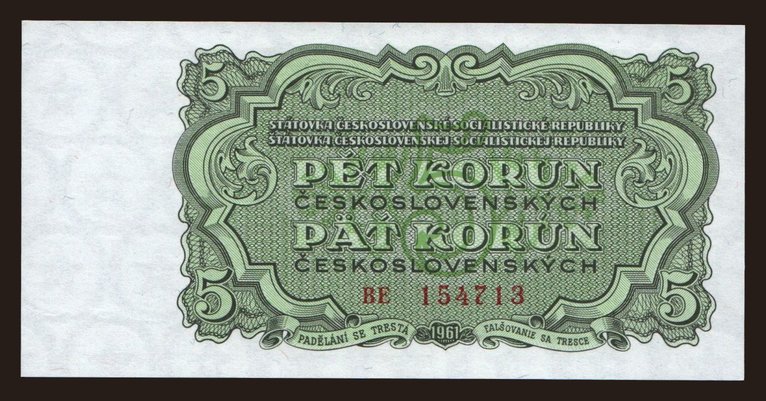 5 5
STÁTOVKA ČESKOSLOVENSKÉ SOCIALISTICKÉ REPUBLIKY
ŠTÁTOVKA ČESKOSLOVENSKEJ SOCIALISTICKEJ REPUBLIKY
PĚT KORUN
ČESKOSLOVENSKÝCH
PÄŤ KORÚN
ČESKOSLOVENSKÝCH
5 5
BE 154713
PADĚLÁNÍ SE TRESTÁ 1961 FALŠOVANIE SA TRESCE